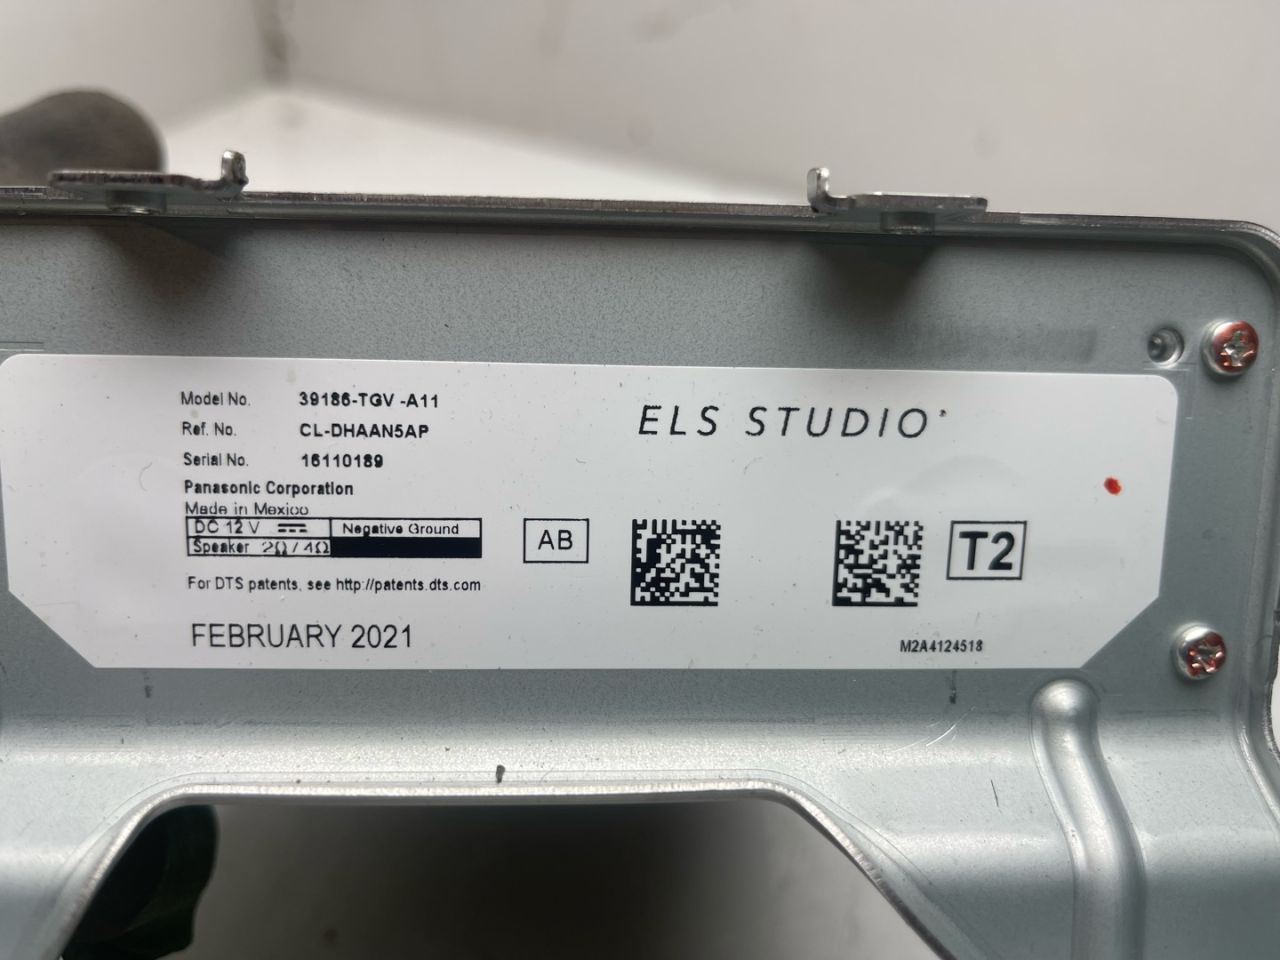 Model No. 39186-TGV -A11
Ref. No. CL-DHAAN5AP
Serial No. 16110189
Panasonic Corporation
Made in Mexico
DC 12 V Negative Ground
Speaker 2Ω / 4Ω
For DTS patents, see http://patents.dts.com
FEBRUARY 2021
ELS STUDIO
AB
T2
M2A4124518